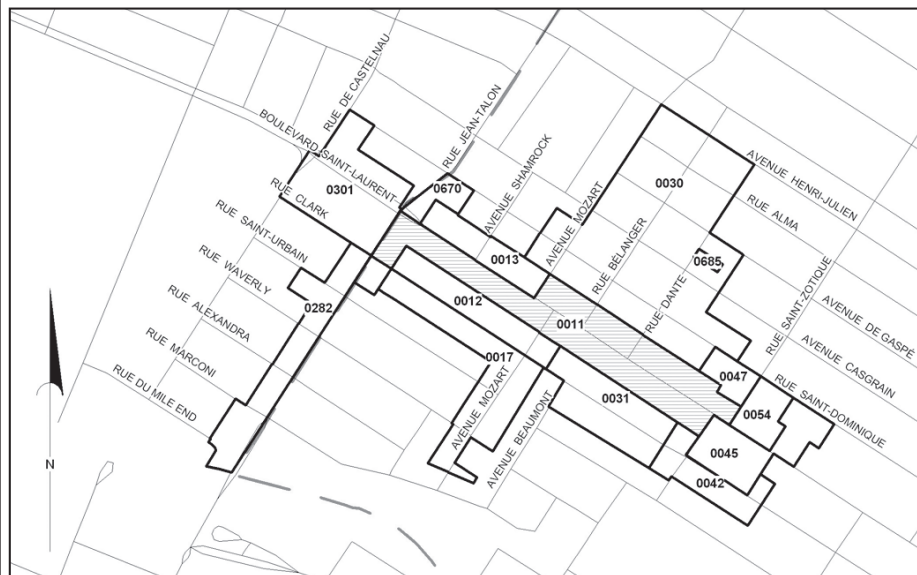 RUE DE CASTELNAU
RUE JEAN-TALON
BOULEVARD SAINT-LAURENT
AVENUE SHAMROCK
AVENUE MOZART
AVENUE HENRI-JULIEN
0301
0670
0030
RUE CLARK
RUE ALMA
RUE SAINT-URBAIN
RUE BÉLANGER
RUE WAVERLY
0013
0685
RUE SAINT-ZOTIQUE
RUE ALEXANDRA
0282
0012
RUE DANTE
AVENUE DE GASPÉ
RUE MARCONI
0011
AVENUE CASGRAIN
RUE DU MILE END
0017
0047
RUE SAINT-DOMINIQUE
AVENUE MOZART
0031
0054
AVENUE BEAUMONT
0045
N
0042